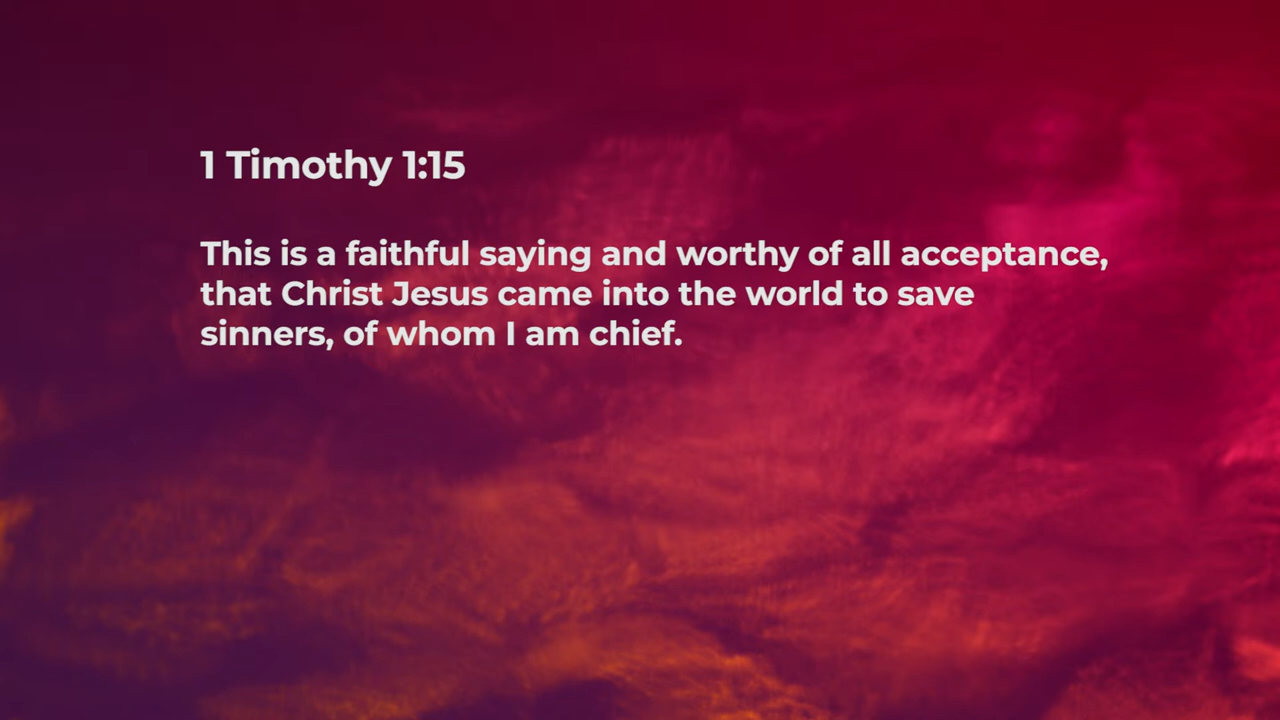 1 Timothy 1:15
This is a faithful saying and worthy of all acceptance,
that Christ Jesus came into the world to save
sinners, of whom I am chief.